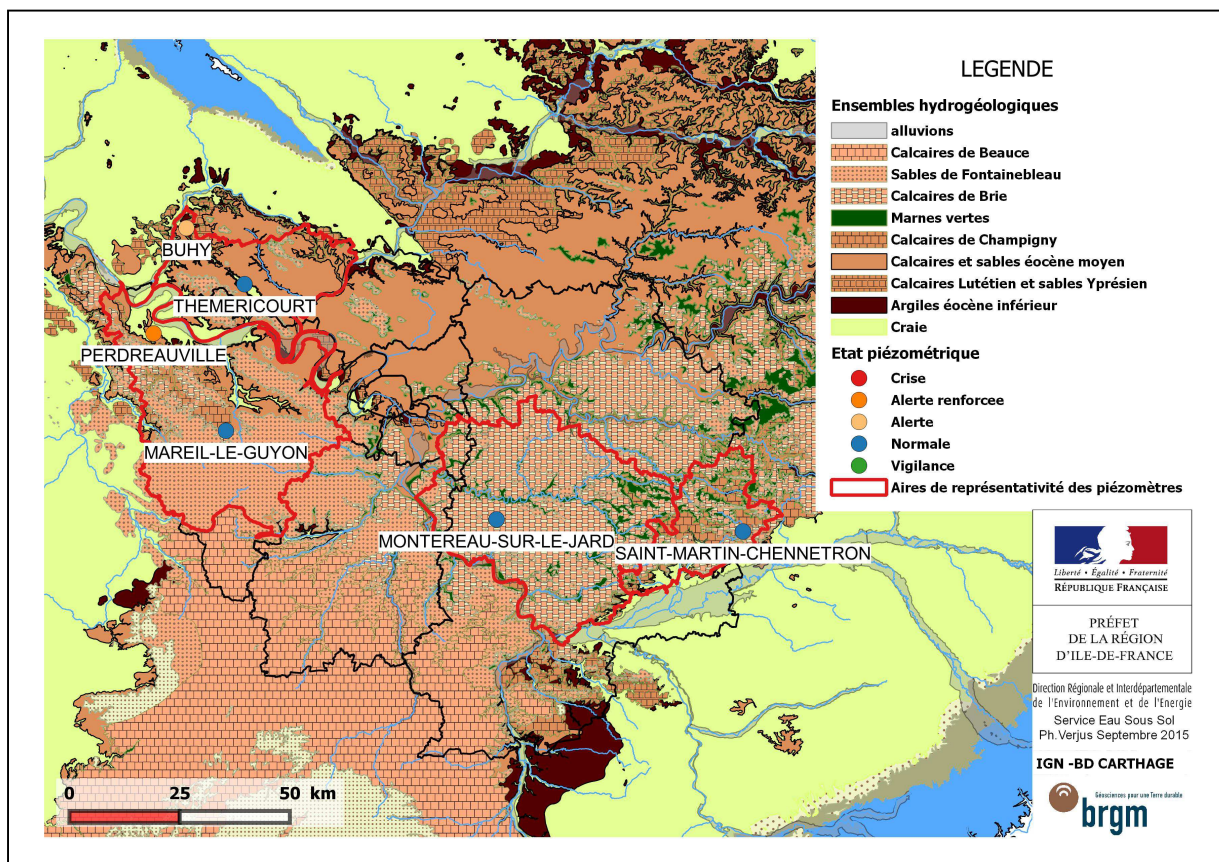 LEGENDE
Ensembles hydrogéologiques
alluvions
Calcaires de Beauce
Sables de Fontainebleau
Calcaires de Brie
Marnes vertes
Calcaires de Champigny
Calcaires et sables éocène moyen
Calcaires Lutétien et sables Yprésien
Argiles éocène inférieur
Craie
Etat piézométrique
Crise
Alerte renforcee
Alerte
Normale
Vigilance
Aires de représentativité des piézomètres
BUHY
THEMERICOURT
PERDREAUVILLE
MAREIL-LE-GUYON
MONTEREAU-SUR-LE-JARD
SAINT-MARTIN-CHENNETRON
0 25 50 km
Liberté • Égalité • Fraternité
RÉPUBLIQUE FRANÇAISE
PRÉFET
DE LA RÉGION
D'ILE-DE-FRANCE
Direction Régionale et Interdépartementale
de l'Environnement et de l'Energie
Service Eau Sous Sol
Ph.Verjus Septembre 2015
IGN -BD CARTHAGE
Géosciences pour une Terre durable
brgm